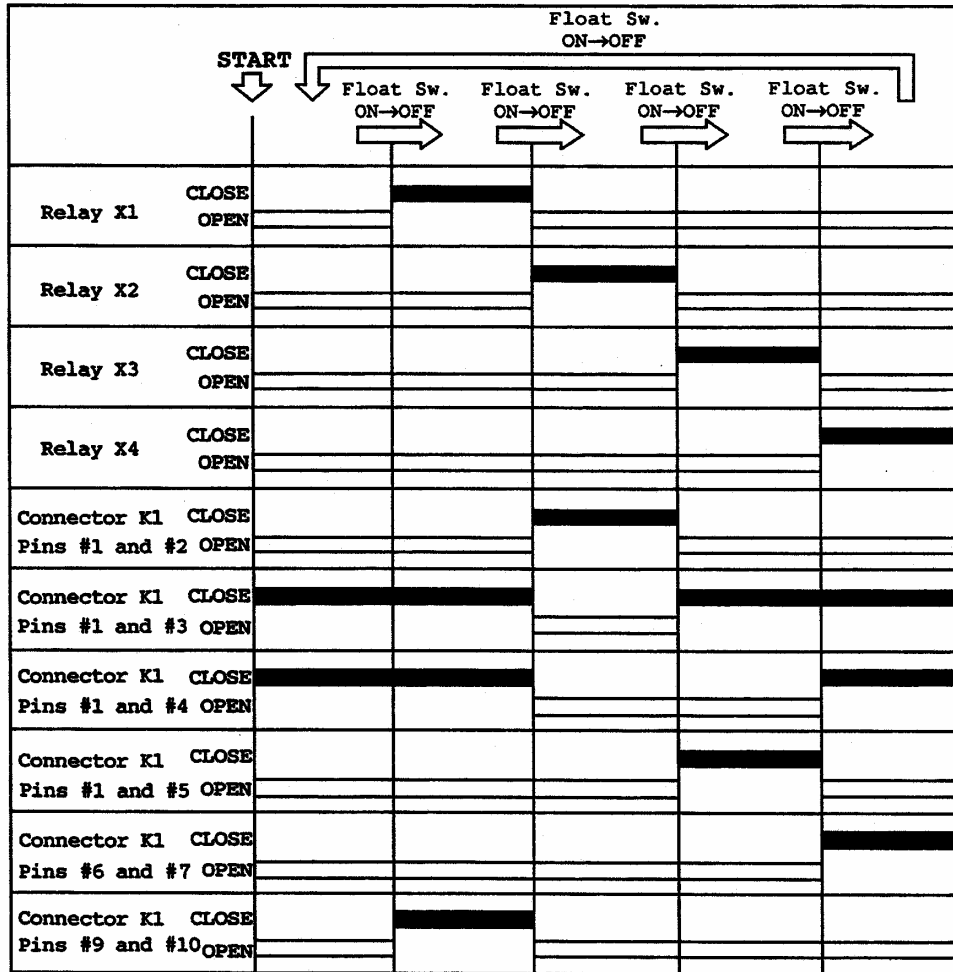 Float Sw.
ON→OFF
START
Float Sw. Float Sw. Float Sw. Float Sw.
ON→OFF ON→OFF ON→OFF ON→OFF
CLOSE
Relay X1
OPEN
CLOSE
Relay X2
OPEN
CLOSE
Relay X3
OPEN
CLOSE
Relay X4
OPEN
Connector K1 CLOSE
Pins #1 and #2 OPEN
Connector K1 CLOSE
Pins #1 and #3 OPEN
Connector K1 CLOSE
Pins #1 and #4 OPEN
Connector K1 CLOSE
Pins #1 and #5 OPEN
Connector K1 CLOSE
Pins #6 and #7 OPEN
Connector K1 CLOSE
Pins #9 and #10 OPEN